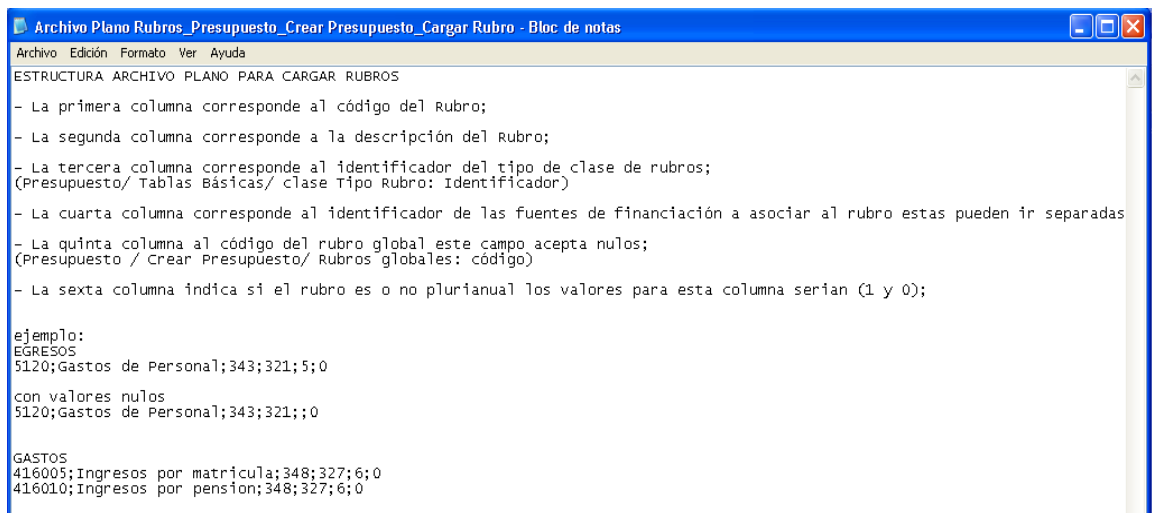 Archivo Plano Rubros_Presupuesto_Crear Presupuesto_Cargar Rubro - Bloc de notas
Archivo Edición Formato Ver Ayuda
ESTRUCTURA ARCHIVO PLANO PARA CARGAR RUBROS
- La primera columna corresponde al código del Rubro;
- La segunda columna corresponde a la descripción del Rubro;
- La tercera columna corresponde al identificador del tipo de clase de rubros;
(Presupuesto/ Tablas Básicas/ clase Tipo Rubro: Identificador)
- La cuarta columna corresponde al identificador de las fuentes de financiación a asociar al rubro estas pueden ir separadas
- La quinta columna al código del rubro global este campo acepta nulos;
(Presupuesto / Crear Presupuesto/ Rubros globales: código)
- La sexta columna indica si el rubro es o no plurianual los valores para esta columna serian (1 y 0);
ejemplo:
EGRESOS
5120;Gastos de Personal;343;321;5;0
con valores nulos
5120;Gastos de Personal;343;321;;0
GASTOS
416005;Ingresos por matricula;348;327;6;0
416010;Ingresos por pension;348;327;6;0